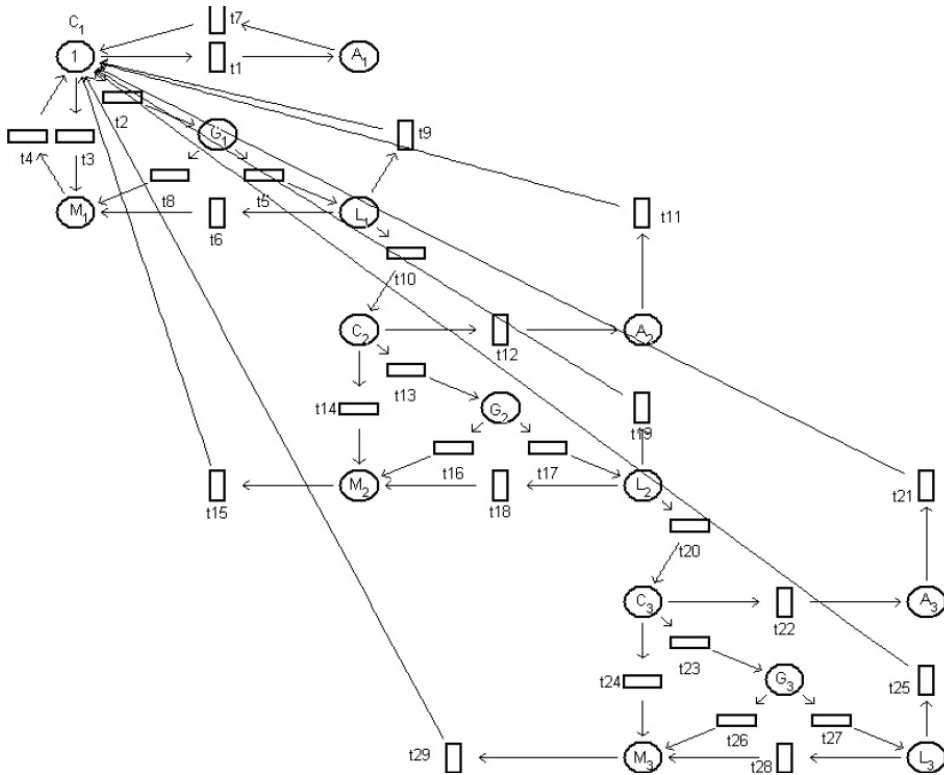 C₁
t7
1
t1
A₁
t2
G₁
t9
t4
t3
t8
t5
M₁
t6
L₁
t11
t10
C₂
t12
A₂
t13
t14
G₂
t19
t16
t17
t15
M₂
t18
L₂
t21
t20
C₃
t22
A₃
t23
t24
G₃
t25
t26
t27
t29
M₃
t28
L₃